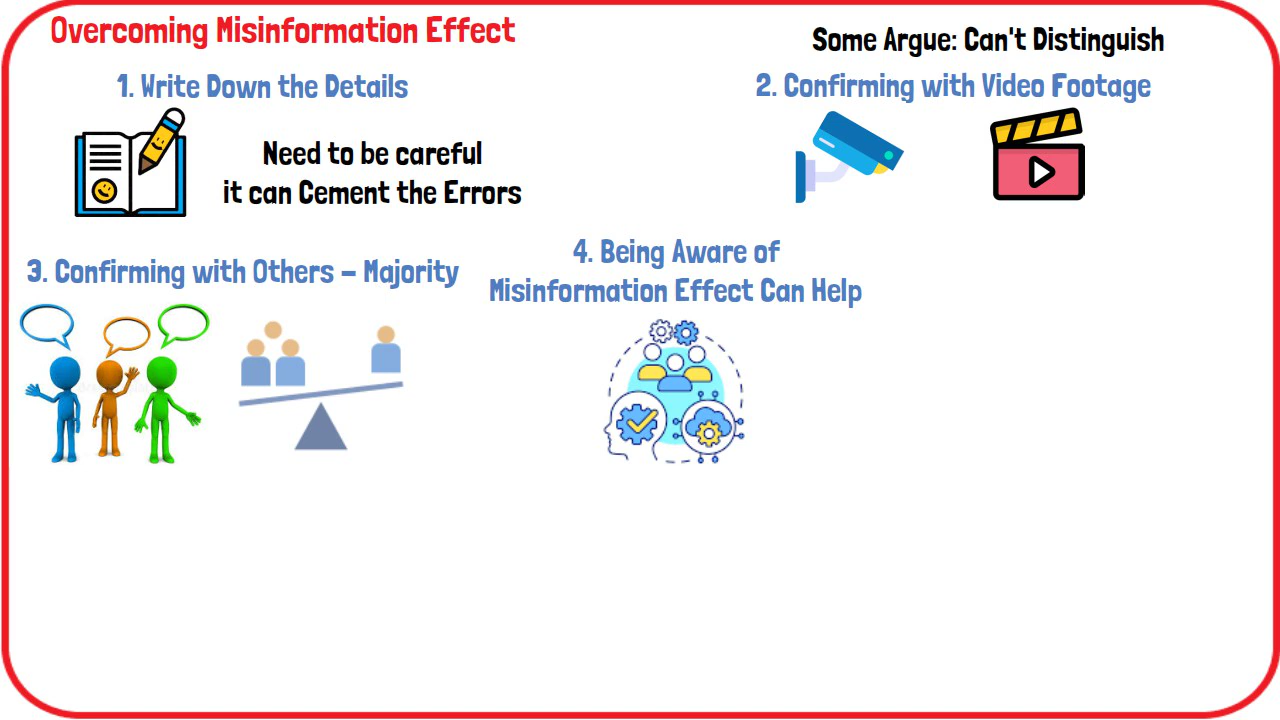 Overcoming Misinformation Effect
Some Argue: Can't Distinguish
1. Write Down the Details
2. Confirming with Video Footage
Need to be careful
it can Cement the Errors
3. Confirming with Others – Majority
4. Being Aware of
Misinformation Effect Can Help